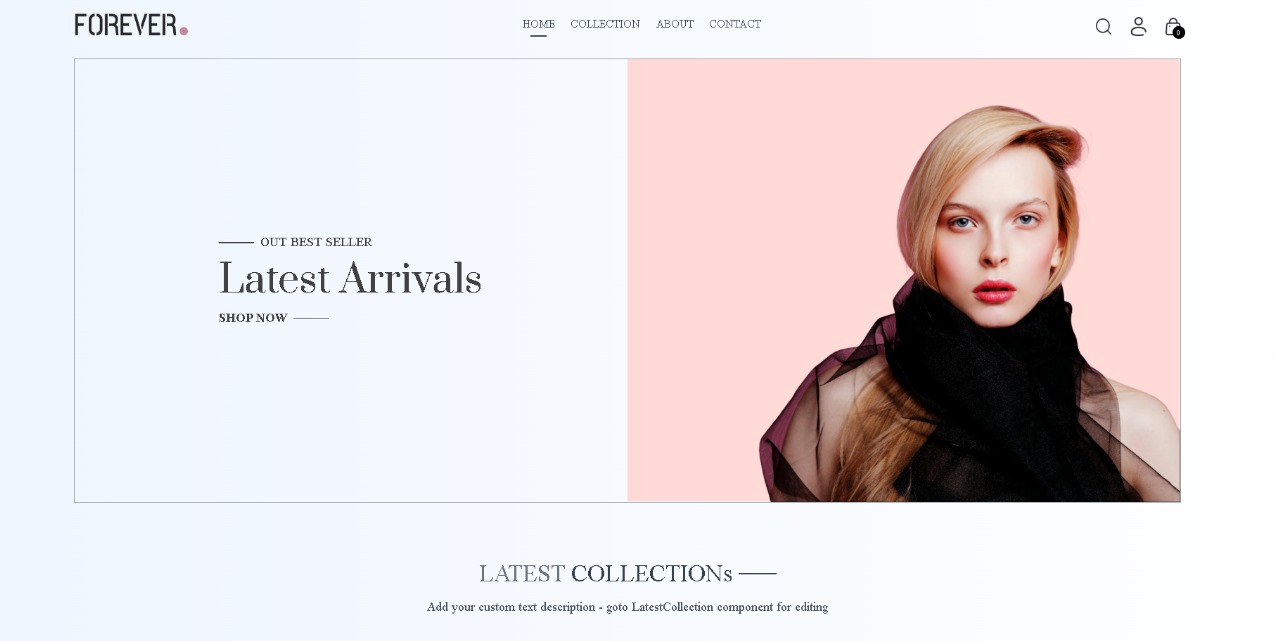 FOREVER.
HOME COLLECTION ABOUT CONTACT
0
OUT BEST SELLER
Latest Arrivals
SHOP NOW
LATEST COLLECTIONs
Add your custom text description - goto LatestCollection component for editing